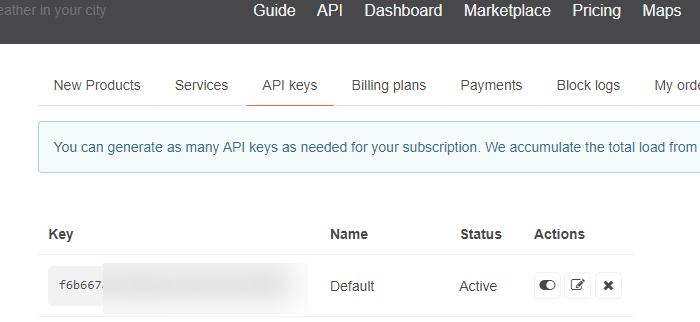 eather in your city Guide API Dashboard Marketplace Pricing Maps
New Products Services API keys Billing plans Payments Block logs My orde
You can generate as many API keys as needed for your subscription. We accumulate the total load from
Key Name Status Actions
f6b667 Default Active